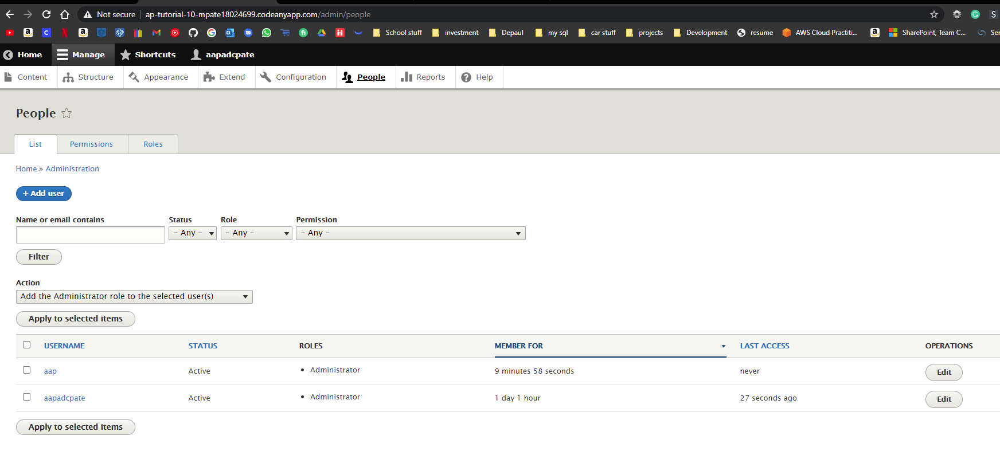 Not secure ap-tutorial-10-mpate18024699.codeanyapp.com/admin/people
School stuff investment Depaul my sql car stuff projects Development resume AWS Cloud Practiti... SharePoint, Team C... Ser
Home Manage Shortcuts aapadcpate
Content Structure Appearance Extend Configuration People Reports Help
People
List Permissions Roles
Home » Administration
+ Add user
Name or email contains Status Role Permission
- Any - - Any - - Any -
Filter
Action
Add the Administrator role to the selected user(s)
Apply to selected items
USERNAME STATUS ROLES MEMBER FOR LAST ACCESS OPERATIONS
aap Active • Administrator 9 minutes 58 seconds never Edit
aapadcpate Active • Administrator 1 day 1 hour 27 seconds ago Edit
Apply to selected items